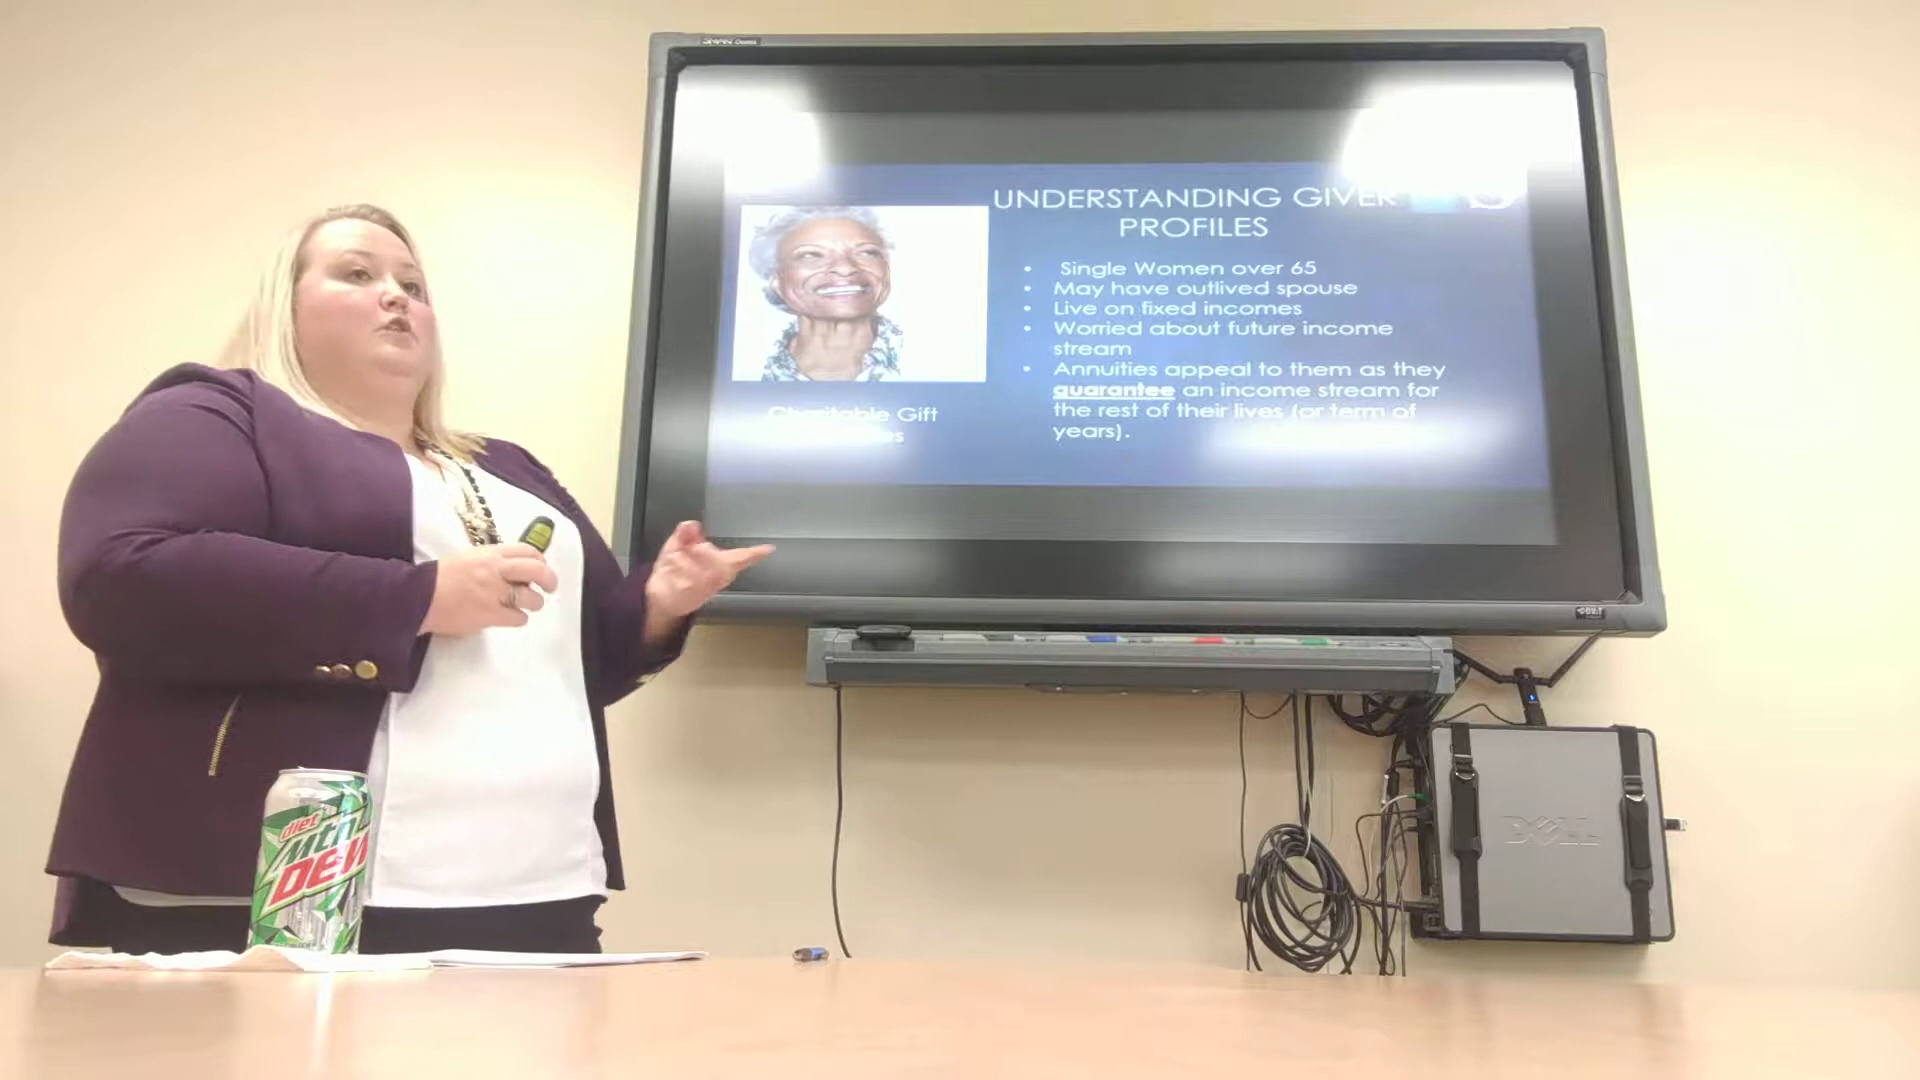 UNDERSTANDING GIVER
PROFILES
• Single Women over 65
• May have outlived spouse
• Live on fixed incomes
• Worried about future income
stream
• Annuities appeal to them as they
guarantee an income stream for
the rest of their lives (or term of
years).
Charitable Gift
diet
Mtn
DEW
DELL